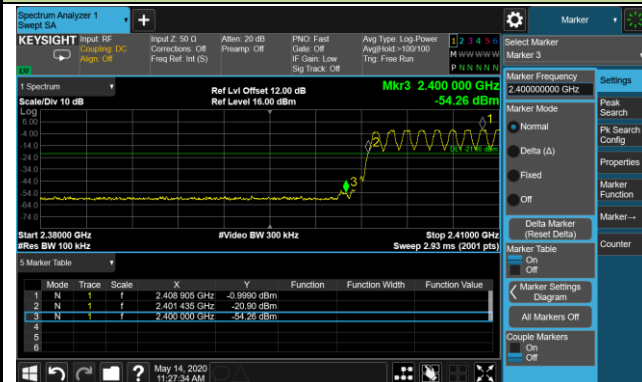 Spectrum Analyzer 1
Swept SA
Marker
KEYSIGHT
Input: RF
Coupling: DC
Align: Off
Input Z: 50 Ω
Corrections: Off
Freq Ref: Int (S)
Atten: 20 dB
Preamp: Off
PNO: Fast
Gate: Off
IF Gain: Low
Sig Track: Off
Avg Type: Log-Power
Avg|Hold:>100/100
Trig: Free Run
1 2 3 4 5 6
M W W W W W
P N N N N N
Select Marker
Marker 3
1 Spectrum
Scale/Div 10 dB
Ref Lvl Offset 12.00 dB
Ref Level 16.00 dBm
Mkr3 2.400 000 GHz
-54.26 dBm
Log
6.00
-4.00
-14.0
-24.0
-34.0
-44.0
-54.0
-64.0
-74.0
1
2
3
Start 2.38000 GHz
#Res BW 100 kHz
#Video BW 300 kHz
Stop 2.41000 GHz
Sweep 2.93 ms (2001 pts)
5 Marker Table
Mode Trace Scale X Y Function Function Width Function Value
1 N 1 f 2.408 905 GHz -0.9990 dBm
2 N 1 f 2.401 435 GHz -20.90 dBm
3 N 1 f 2.400 000 GHz -54.26 dBm
4
5
6
Marker Frequency
2.400000000 GHz
Marker Mode
Normal
Delta (Δ)
Fixed
Off
Delta Marker
(Reset Delta)
Marker Table
On
Off
Marker Settings
Diagram
All Markers Off
Couple Markers
On
Off
Settings
Peak
Search
Pk Search
Config
Properties
Marker
Function
Marker→
Counter
May 14, 2020
11:27:34 AM